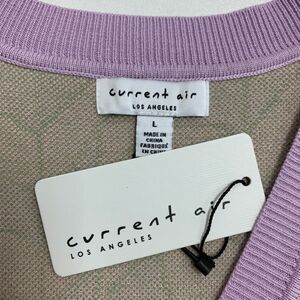 current air
LOS ANGELES
L
MADE IN
CHINA
FABRIQUÉ
EN CHINE
current air
LOS ANGELES